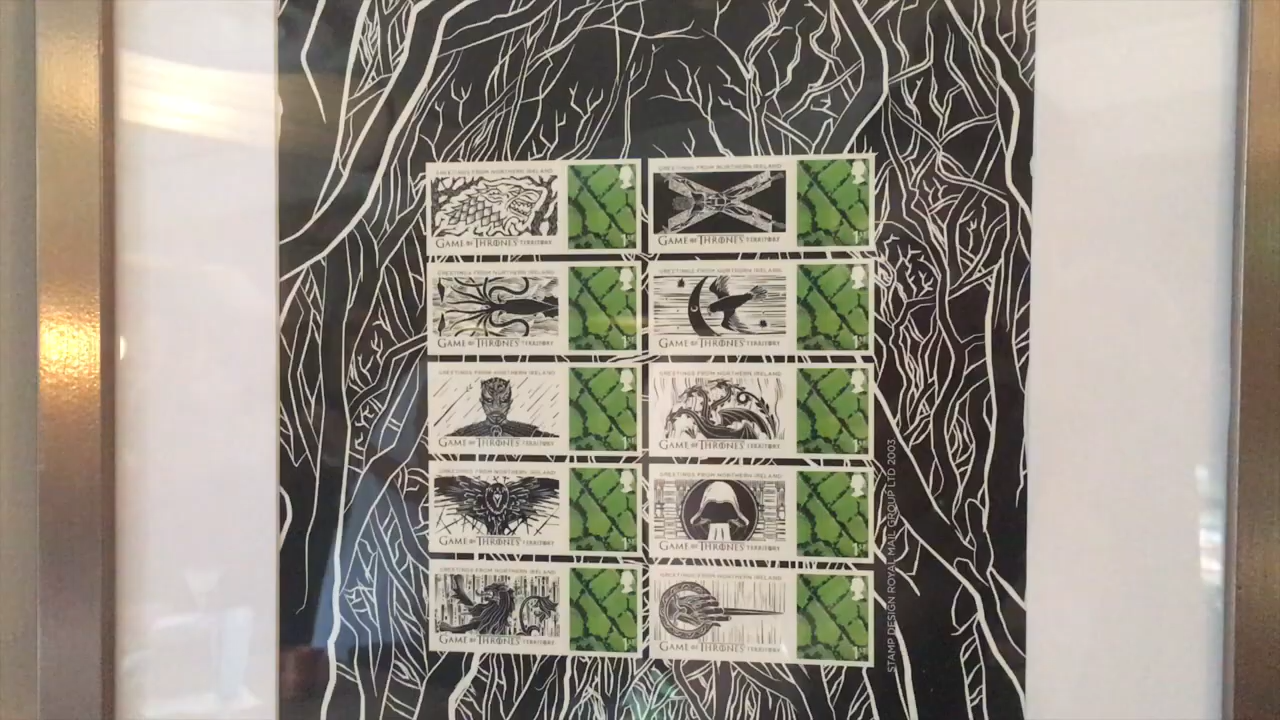 GREETINGS FROM NORTHERN IRELAND
GAME OF THRONES TERRITORY
1st
GREETINGS FROM NORTHERN IRELAND
GAME OF THRONES TERRITORY
1st
GREETINGS FROM NORTHERN IRELAND
GAME OF THRONES TERRITORY
1st
GREETINGS FROM NORTHERN IRELAND
GAME OF THRONES TERRITORY
1st
GREETINGS FROM NORTHERN IRELAND
GAME OF THRONES TERRITORY
1st
GREETINGS FROM NORTHERN IRELAND
GAME OF THRONES TERRITORY
1st
GREETINGS FROM NORTHERN IRELAND
GAME OF THRONES TERRITORY
1st
GREETINGS FROM NORTHERN IRELAND
GAME OF THRONES TERRITORY
1st
GREETINGS FROM NORTHERN IRELAND
GAME OF THRONES TERRITORY
1st
GREETINGS FROM NORTHERN IRELAND
GAME OF THRONES TERRITORY
1st
STAMP DESIGN ROYAL MAIL GROUP LTD 2003